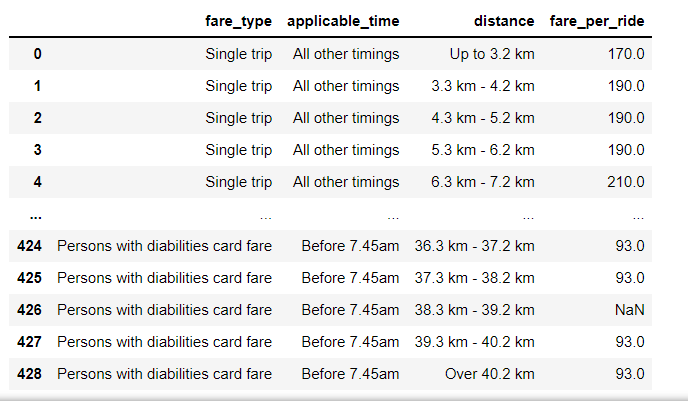 fare_type applicable_time distance fare_per_ride
0 Single trip All other timings Up to 3.2 km 170.0
1 Single trip All other timings 3.3 km - 4.2 km 190.0
2 Single trip All other timings 4.3 km - 5.2 km 190.0
3 Single trip All other timings 5.3 km - 6.2 km 190.0
4 Single trip All other timings 6.3 km - 7.2 km 210.0
... ... ... ... ...
424 Persons with diabilities card fare Before 7.45am 36.3 km - 37.2 km 93.0
425 Persons with diabilities card fare Before 7.45am 37.3 km - 38.2 km 93.0
426 Persons with diabilities card fare Before 7.45am 38.3 km - 39.2 km NaN
427 Persons with diabilities card fare Before 7.45am 39.3 km - 40.2 km 93.0
428 Persons with diabilities card fare Before 7.45am Over 40.2 km 93.0